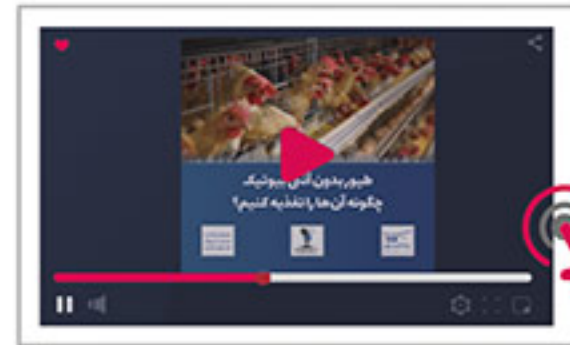 طیور بدون آنتی بیوتیک
چگونه آن‌ها را تغذیه کنیم؟